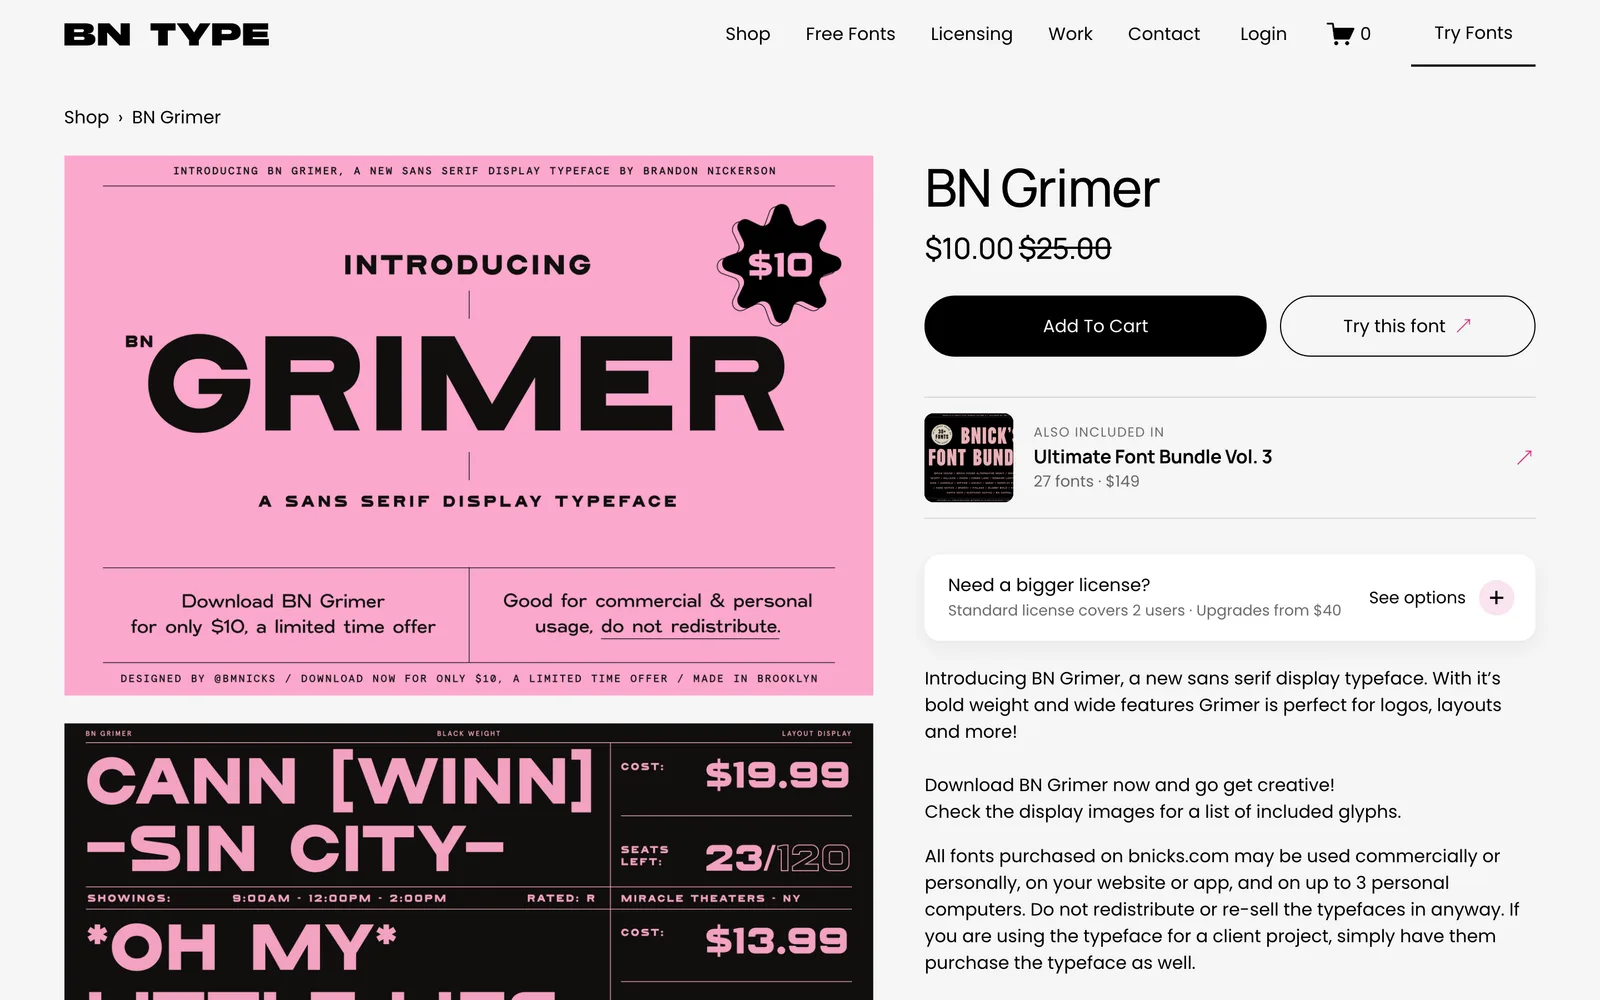 BN TYPE
Shop
Free Fonts
Licensing
Work
Contact
Login
0
Try Fonts
Shop › BN Grimer
INTRODUCING BN GRIMER, A NEW SANS SERIF DISPLAY TYPEFACE BY BRANDON NICKERSON
$10
INTRODUCING
BN
GRIMER
A SANS SERIF DISPLAY TYPEFACE
Download BN Grimer
for only $10, a limited time offer
Good for commercial & personal
usage, do not redistribute.
DESIGNED BY @BMNICKS / DOWNLOAD NOW FOR ONLY $10, A LIMITED TIME OFFER / MADE IN BROOKLYN
BN GRIMER
BLACK WEIGHT
LAYOUT DISPLAY
CANN [WINN]
–SIN CITY–
COST:
$19.99
SEATS
LEFT:
23/120
SHOWINGS:
9:00AM - 12:00PM - 2:00PM
RATED: R
MIRACLE THEATERS - NY
*OH MY*
COST:
$13.99
BN Grimer
$10.00 $25.00
Add To Cart
Try this font
30+
FONTS
BNICK'S
FONT BUND
ALSO INCLUDED IN
Ultimate Font Bundle Vol. 3
27 fonts · $149
Need a bigger license?
Standard license covers 2 users · Upgrades from $40
See options
Introducing BN Grimer, a new sans serif display typeface. With it’s
bold weight and wide features Grimer is perfect for logos, layouts
and more!
Download BN Grimer now and go get creative!
Check the display images for a list of included glyphs.
All fonts purchased on bnicks.com may be used commercially or
personally, on your website or app, and on up to 3 personal
computers. Do not redistribute or re-sell the typefaces in anyway. If
you are using the typeface for a client project, simply have them
purchase the typeface as well.